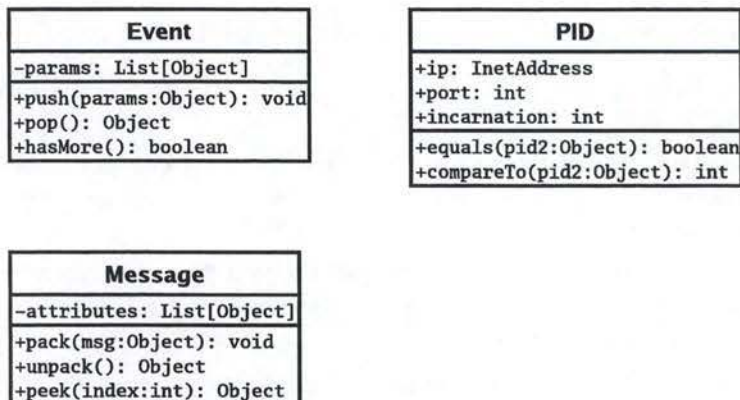 Event
-params: List[Object]
+push(params:Object): void
+pop(): Object
+hasMore(): boolean
PID
+ip: InetAddress
+port: int
+incarnation: int
+equals(pid2:Object): boolean
+compareTo(pid2:Object): int
Message
-attributes: List[Object]
+pack(msg:Object): void
+unpack(): Object
+peek(index:int): Object